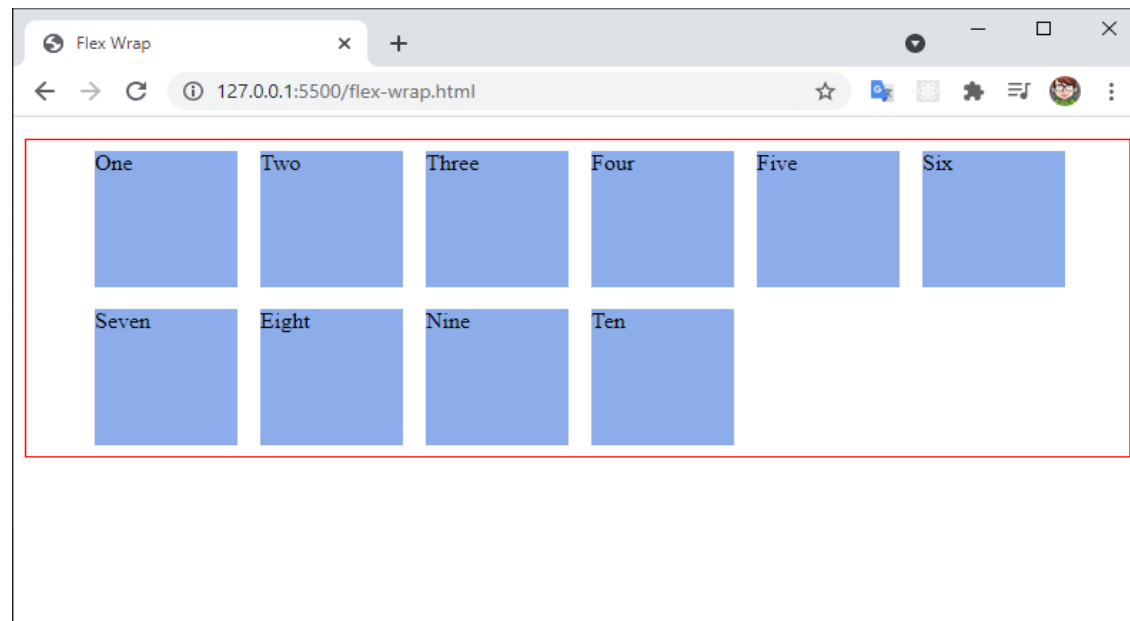 Flex Wrap
127.0.0.1:5500/flex-wrap.html
One Two Three Four Five Six
Seven Eight Nine Ten